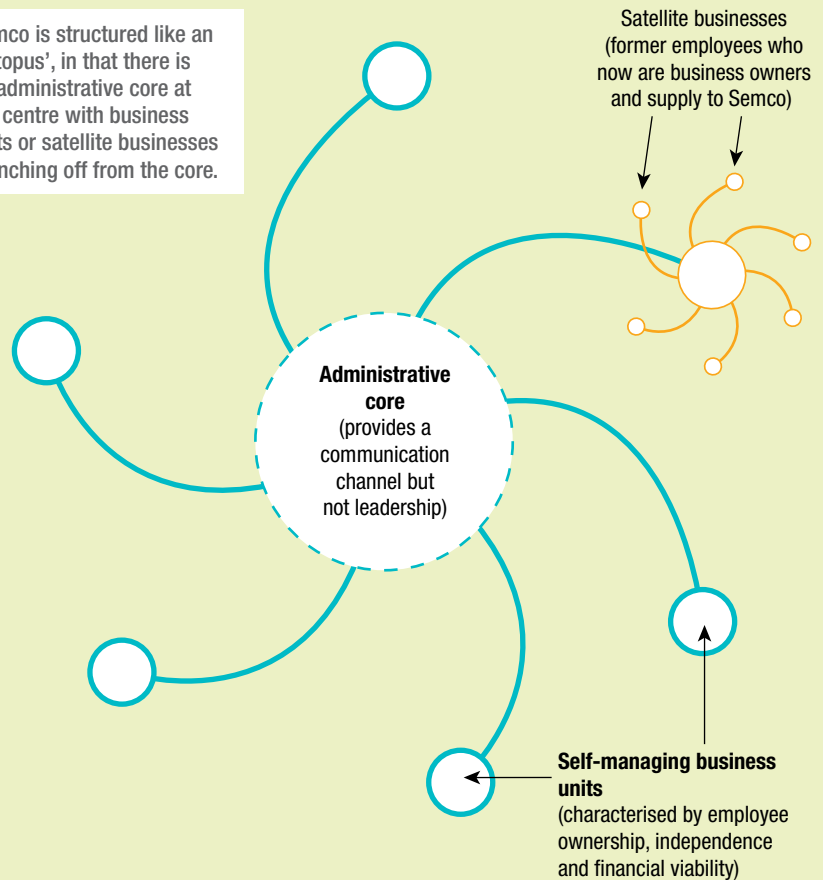 mco is structured like an
topus’, in that there is
administrative core at
centre with business
ts or satellite businesses
nching off from the core.
Satellite businesses
(former employees who
now are business owners
and supply to Semco)
Administrative
core
(provides a
communication
channel but
not leadership)
Self-managing business
units
(characterised by employee
ownership, independence
and financial viability)